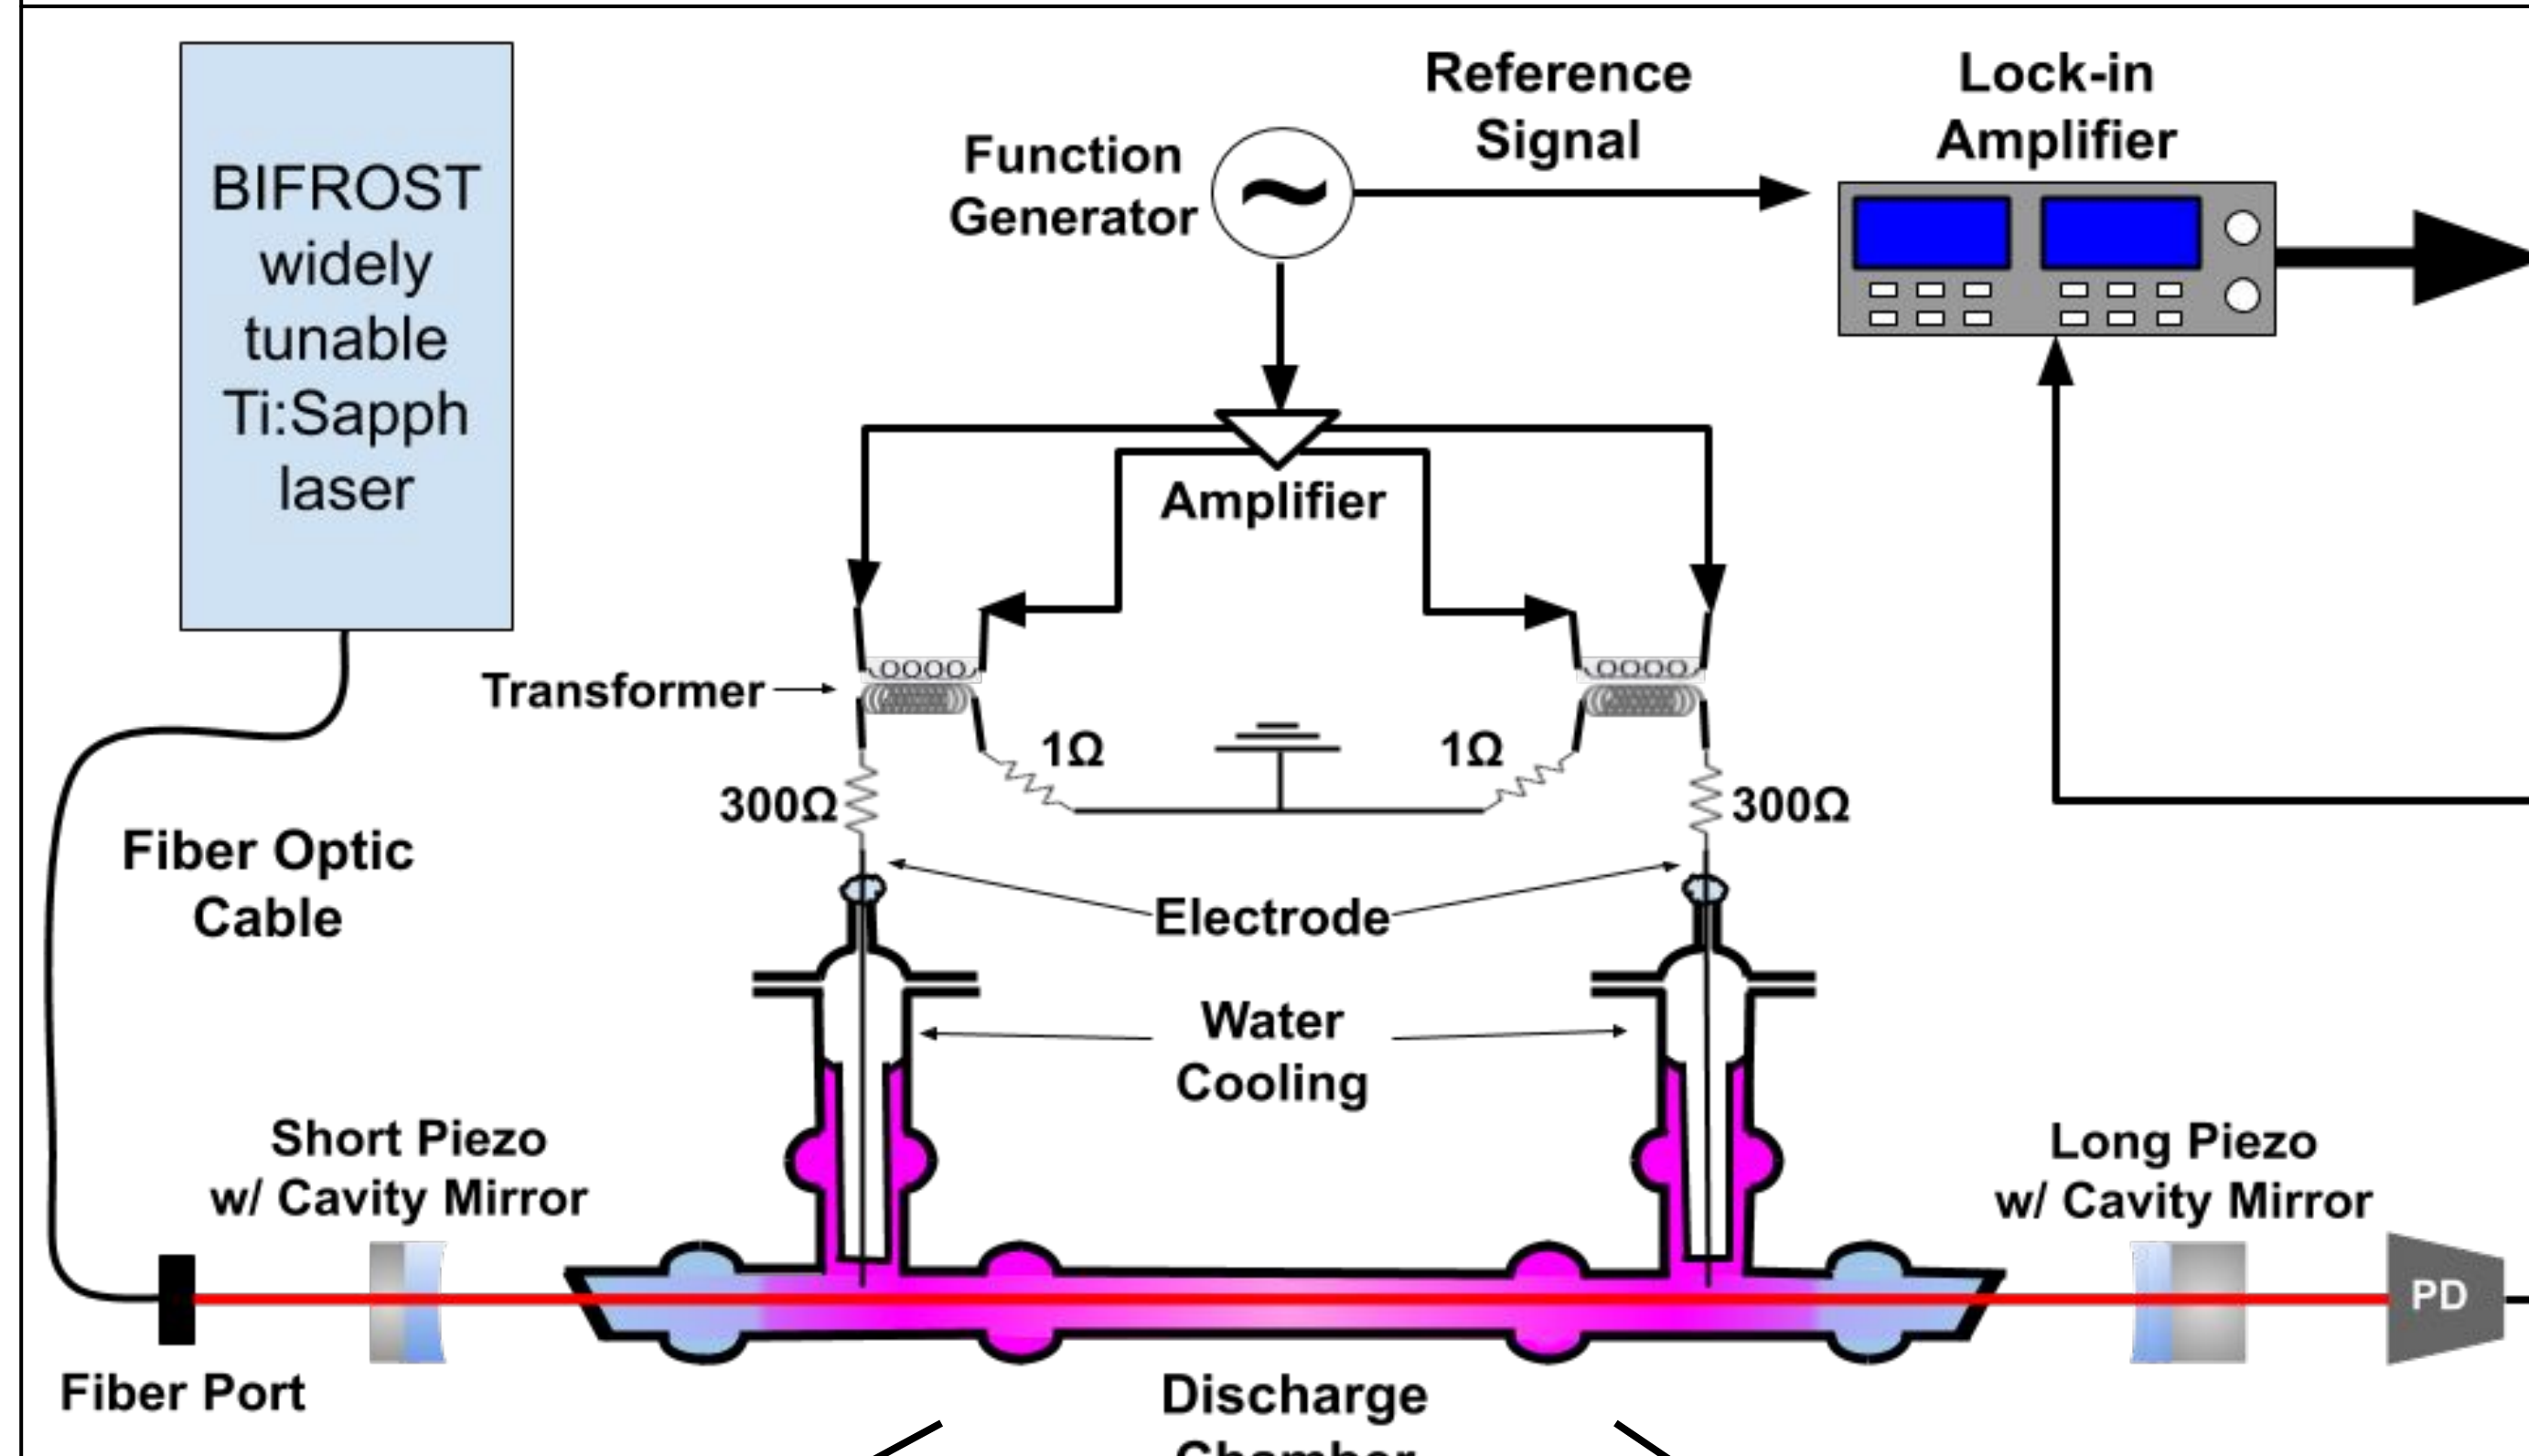 BIFROST
widely
tunable
Ti:Sapph
laser
Function
Generator
~
Reference
Signal
Lock-in
Amplifier
Amplifier
Transformer
1Ω
1Ω
300Ω
300Ω
Fiber Optic
Cable
Electrode
Water
Cooling
Short Piezo
w/ Cavity Mirror
Long Piezo
w/ Cavity Mirror
PD
Fiber Port
Discharge
Chamber